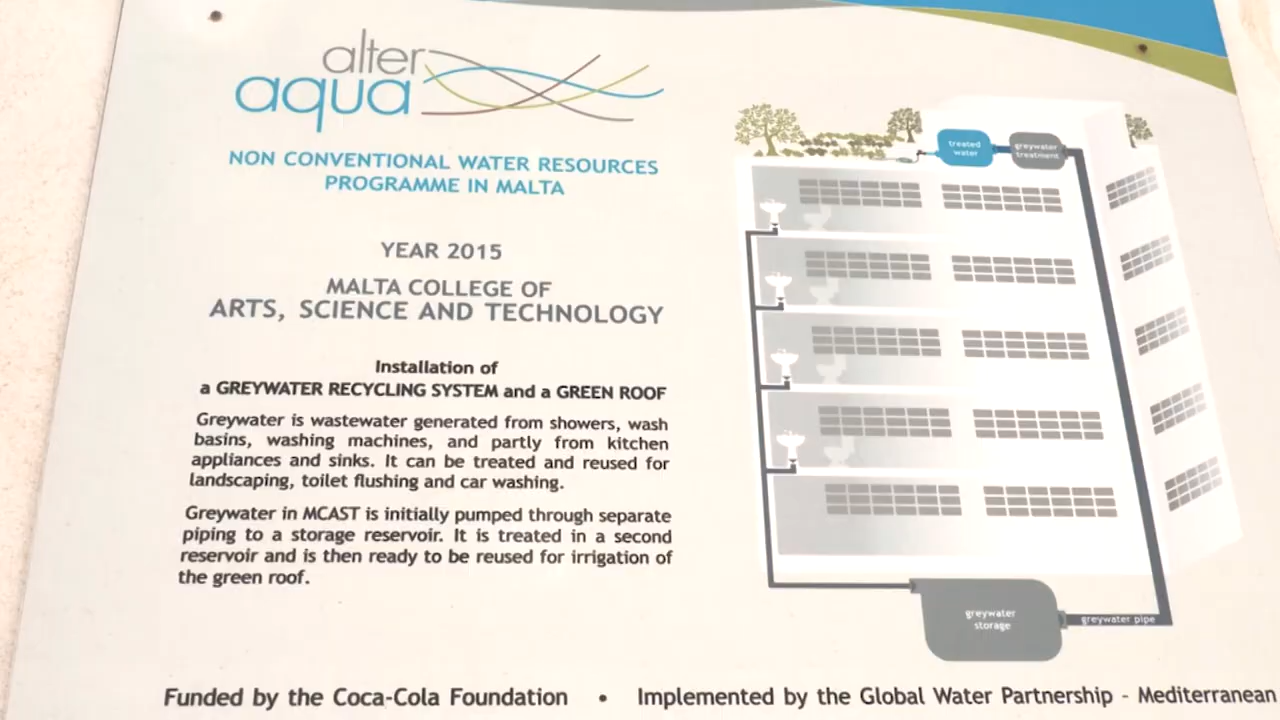 alter
aqua
NON CONVENTIONAL WATER RESOURCES
PROGRAMME IN MALTA
YEAR 2015
MALTA COLLEGE OF
ARTS, SCIENCE AND TECHNOLOGY
Installation of
a GREYWATER RECYCLING SYSTEM and a GREEN ROOF
Greywater is wastewater generated from showers, wash
basins, washing machines, and partly from kitchen
appliances and sinks. It can be treated and reused for
landscaping, toilet flushing and car washing.
Greywater in MCAST is initially pumped through separate
piping to a storage reservoir. It is treated in a second
reservoir and is then ready to be reused for irrigation of
the green roof.
treated
water
greywater
treatment
greywater
storage
greywater pipe
Funded by the Coca-Cola Foundation • Implemented by the Global Water Partnership - Mediterranean